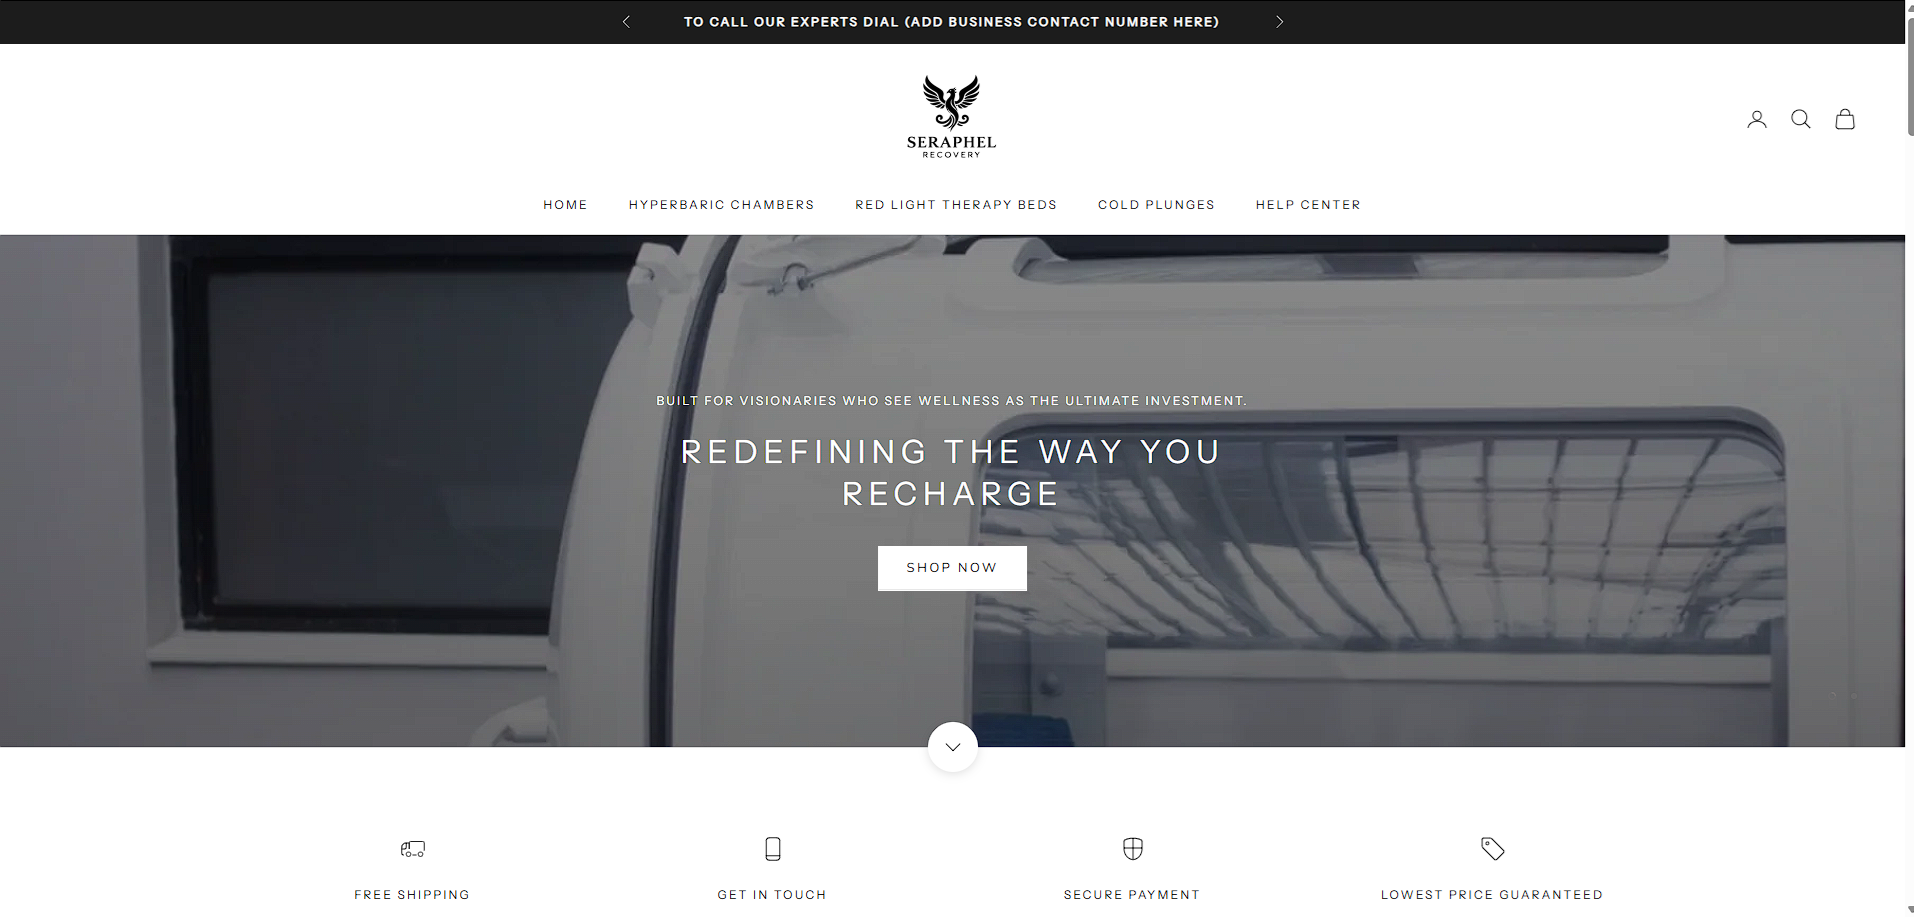 TO CALL OUR EXPERTS DIAL (ADD BUSINESS CONTACT NUMBER HERE)
SERAPHEL
RECOVERY
HOME HYPERBARIC CHAMBERS RED LIGHT THERAPY BEDS COLD PLUNGES HELP CENTER
BUILT FOR VISIONARIES WHO SEE WELLNESS AS THE ULTIMATE INVESTMENT.
REDEFINING THE WAY YOU
RECHARGE
SHOP NOW
FREE SHIPPING GET IN TOUCH SECURE PAYMENT LOWEST PRICE GUARANTEED